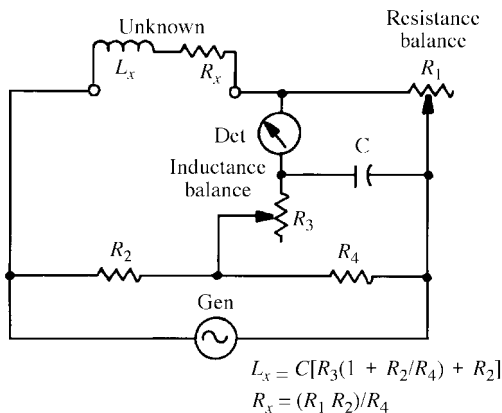 Unknown
Resistance
balance
L_x
R_x
R_1
Det
C
Inductance
balance
R_3
R_2
R_4
Gen
L_x = C[R_3(1 + R_2/R_4) + R_2]
R_x = (R_1 R_2)/R_4